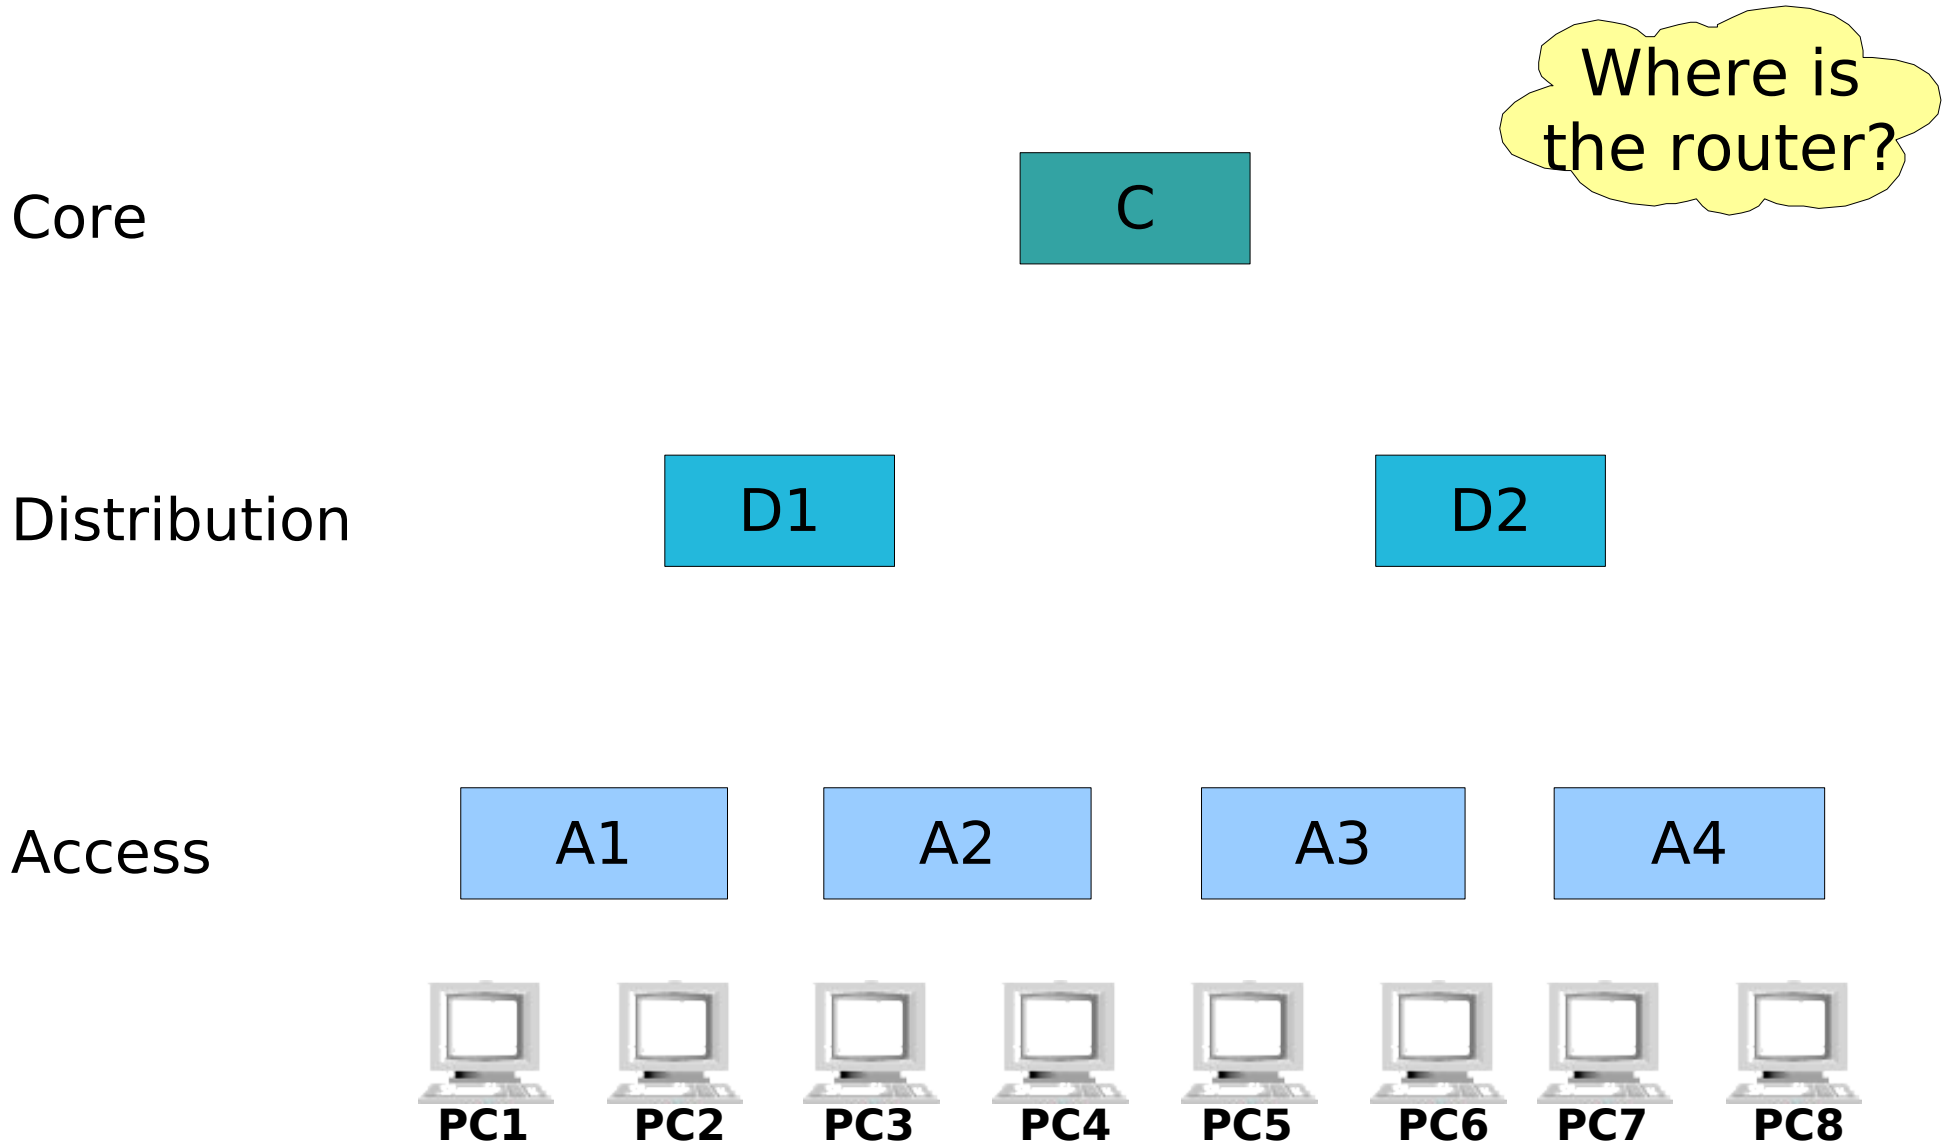 Where is
the router?
Core
C
Distribution
D1
D2
Access
A1
A2
A3
A4
PC1
PC2
PC3
PC4
PC5
PC6
PC7
PC8